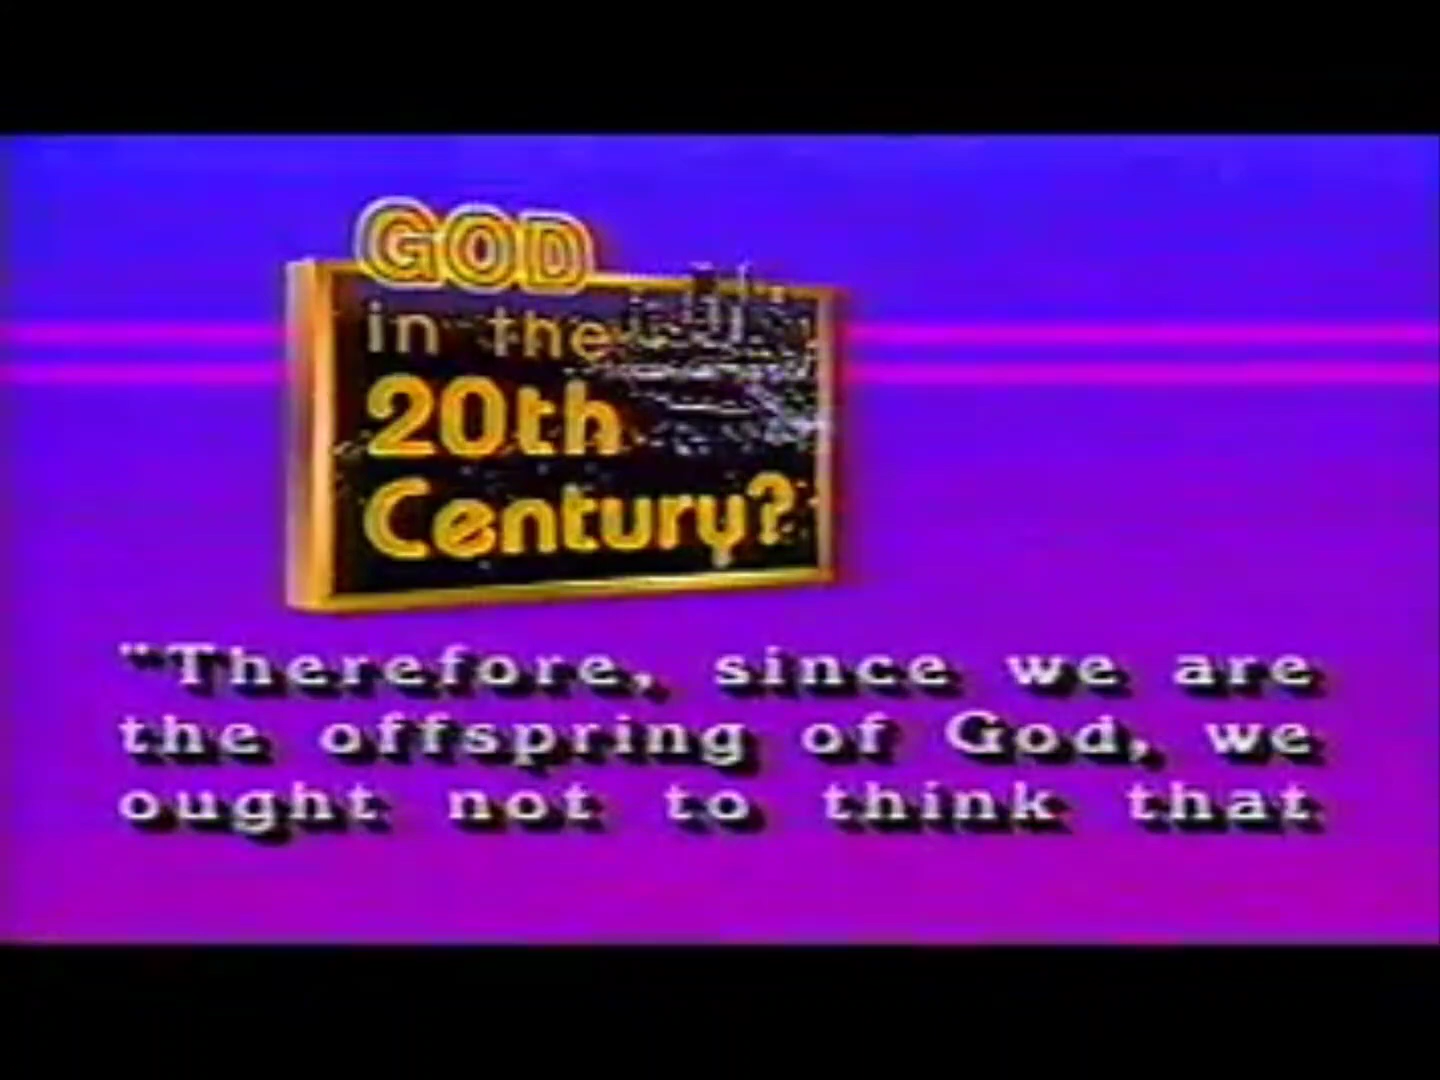 GOD
in the
20th
Century?
"Therefore, since we are
the offspring of God, we
ought not to think that